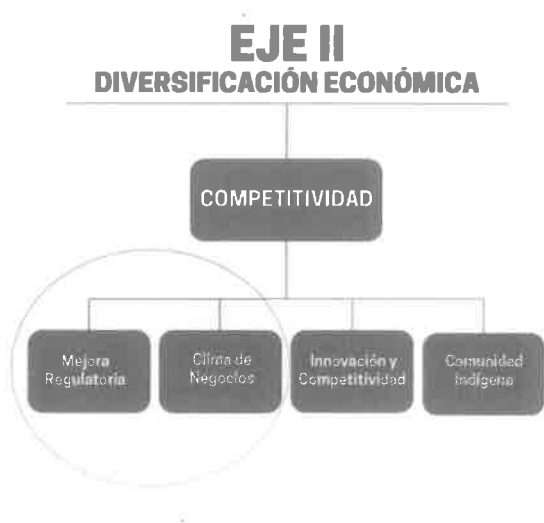 EJE II
DIVERSIFICACIÓN ECONÓMICA
COMPETITIVIDAD
Mejora
Regulatoria
Clima de
Negocios
Innovación y
Competitividad
Comunidad
Indígena